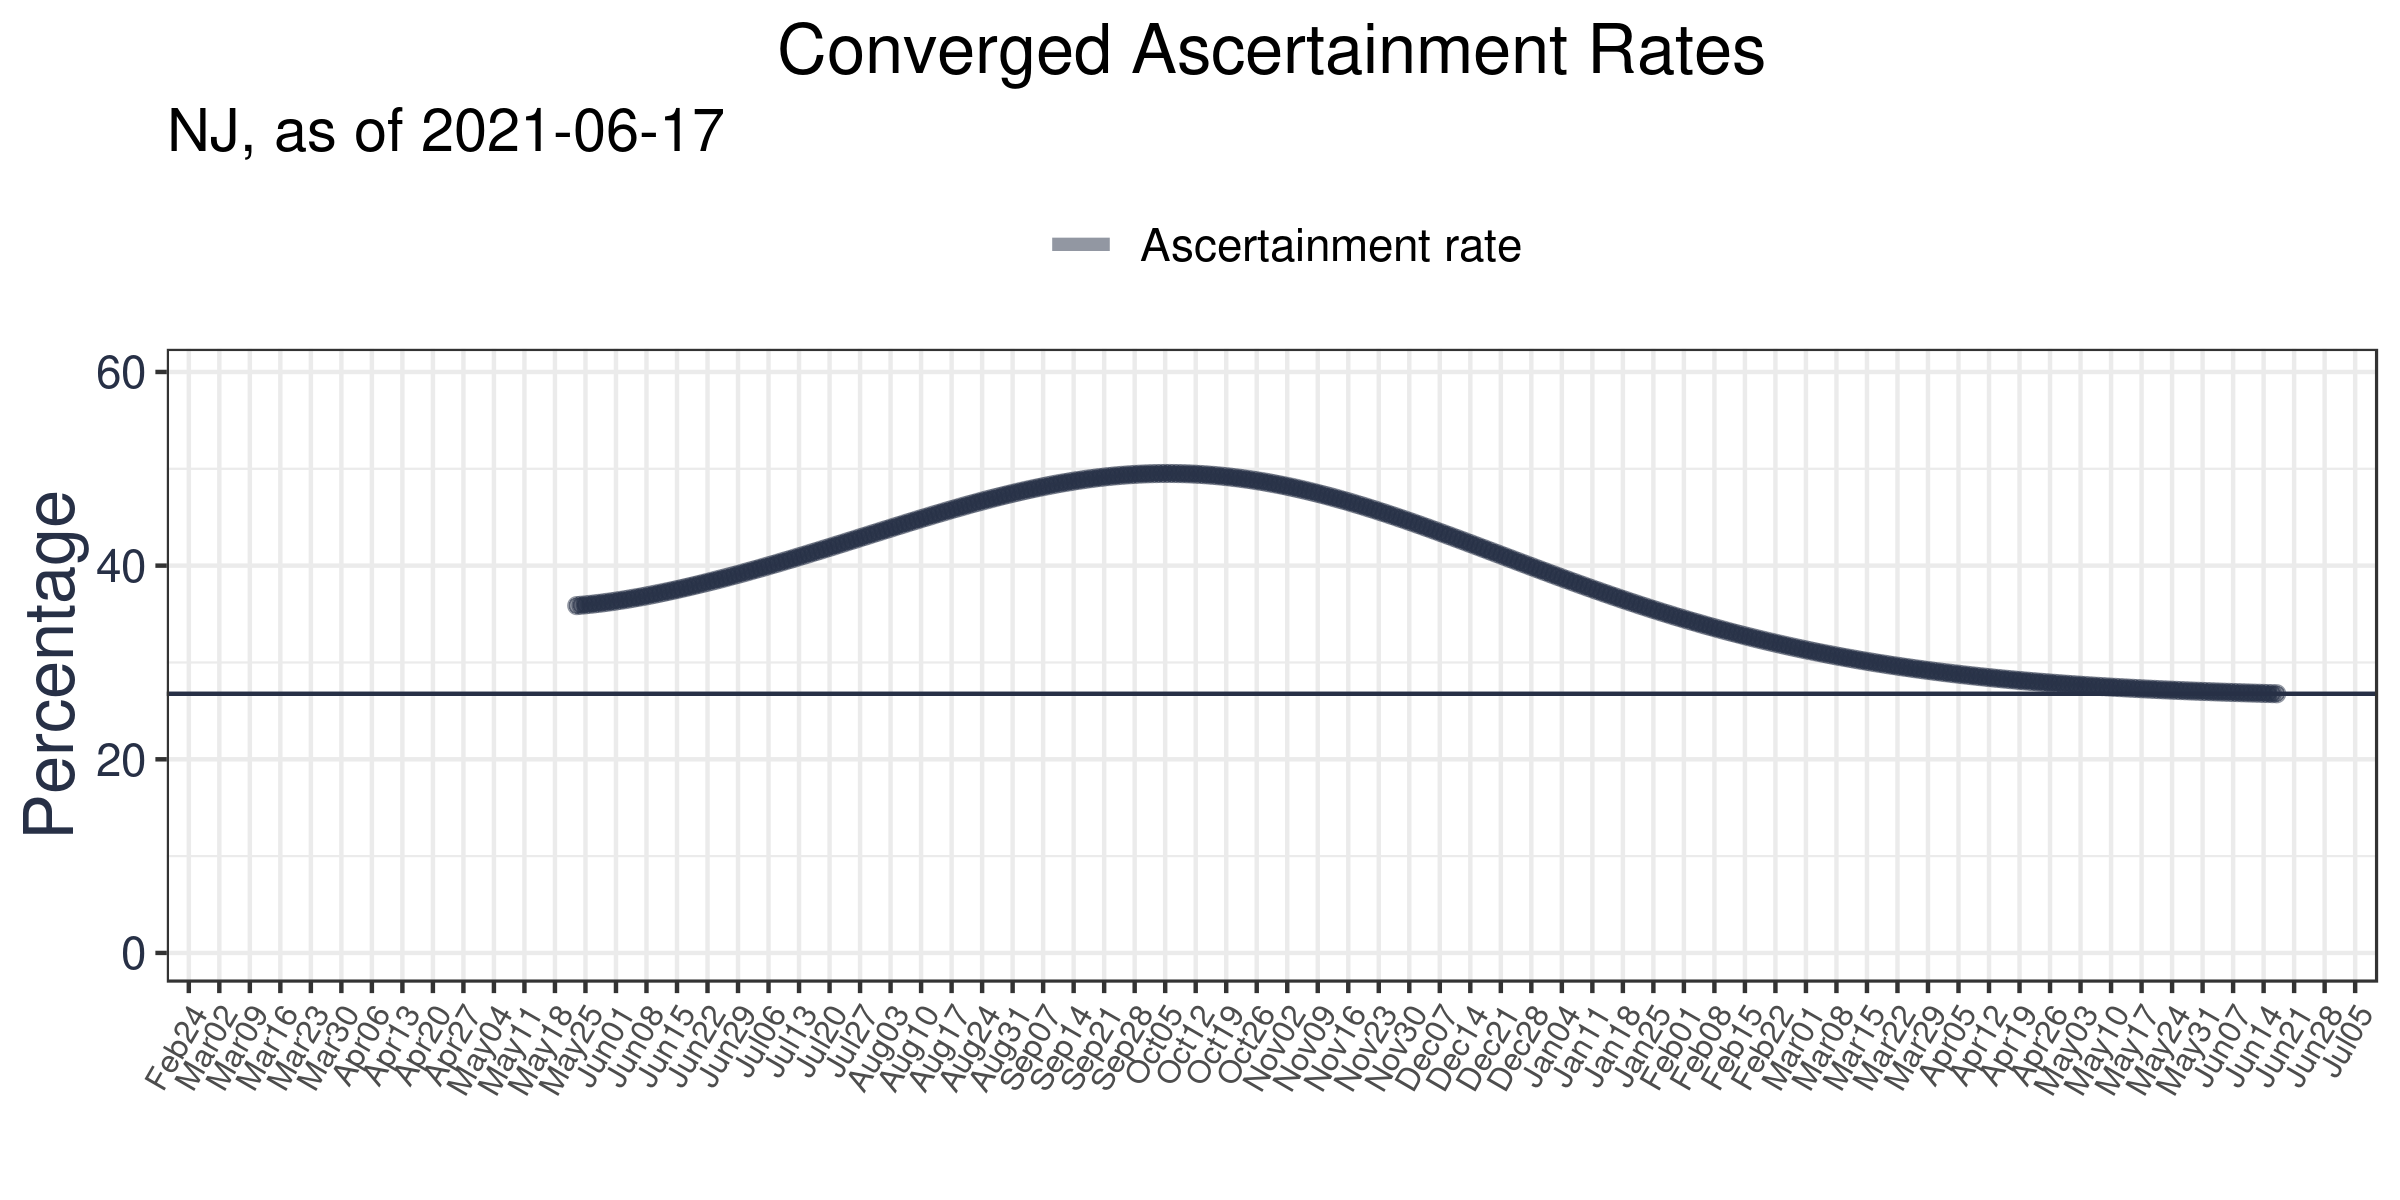 Converged Ascertainment Rates
NJ, as of 2021-06-17
Ascertainment rate
Percentage
60
40
20
0
Feb24
Mar02
Mar09
Mar16
Mar23
Mar30
Apr06
Apr13
Apr20
Apr27
May04
May11
May18
May25
Jun01
Jun08
Jun15
Jun22
Jun29
Jul06
Jul13
Jul20
Jul27
Aug03
Aug10
Aug17
Aug24
Aug31
Sep07
Sep14
Sep21
Sep28
Oct05
Oct12
Oct19
Oct26
Nov02
Nov09
Nov16
Nov23
Nov30
Dec07
Dec14
Dec21
Dec28
Jan04
Jan11
Jan18
Jan25
Feb01
Feb08
Feb15
Feb22
Mar01
Mar08
Mar15
Mar22
Mar29
Apr05
Apr12
Apr19
Apr26
May03
May10
May17
May24
May31
Jun07
Jun14
Jun21
Jun28
Jul05